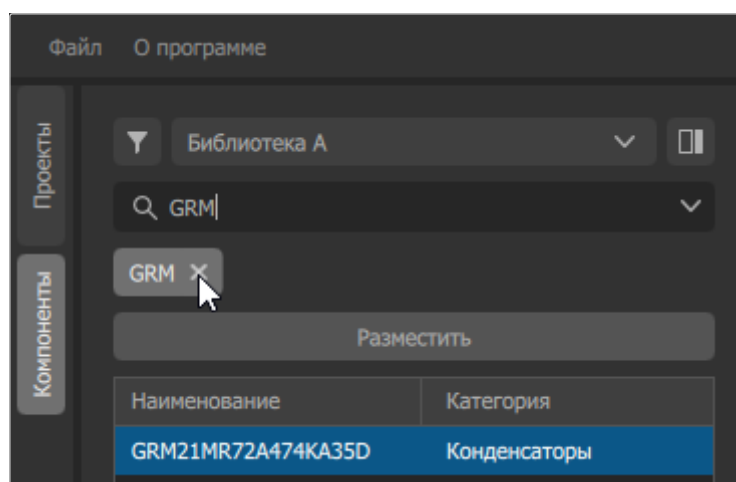 Файл О программе
Проекты
Компоненты
Библиотека А
GRM
GRM
Разместить
Наименование Категория
GRM21MR72A474KA35D Конденсаторы